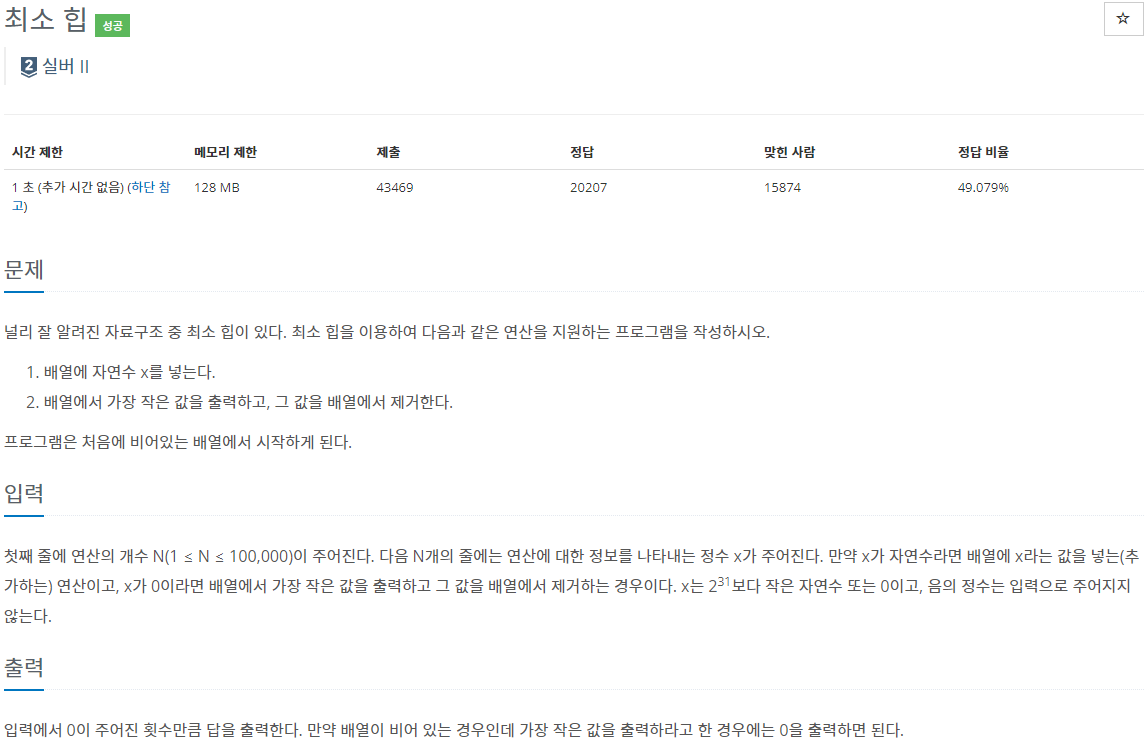 최소 힙 성공
☆
2 실버 II
시간 제한 메모리 제한 제출 정답 맞힌 사람 정답 비율
1 초 (추가 시간 없음) (하단 참 128 MB 43469 20207 15874 49.079%
고)
문제
널리 잘 알려진 자료구조 중 최소 힙이 있다. 최소 힙을 이용하여 다음과 같은 연산을 지원하는 프로그램을 작성하시오.
1. 배열에 자연수 x를 넣는다.
2. 배열에서 가장 작은 값을 출력하고, 그 값을 배열에서 제거한다.
프로그램은 처음에 비어있는 배열에서 시작하게 된다.
입력
첫째 줄에 연산의 개수 N(1 ≤ N ≤ 100,000)이 주어진다. 다음 N개의 줄에는 연산에 대한 정보를 나타내는 정수 x가 주어진다. 만약 x가 자연수라면 배열에 x라는 값을 넣는(추
가하는) 연산이고, x가 0이라면 배열에서 가장 작은 값을 출력하고 그 값을 배열에서 제거하는 경우이다. x는 2³¹보다 작은 자연수 또는 0이고, 음의 정수는 입력으로 주어지지
않는다.
출력
입력에서 0이 주어진 횟수만큼 답을 출력한다. 만약 배열이 비어 있는 경우인데 가장 작은 값을 출력하라고 한 경우에는 0을 출력하면 된다.